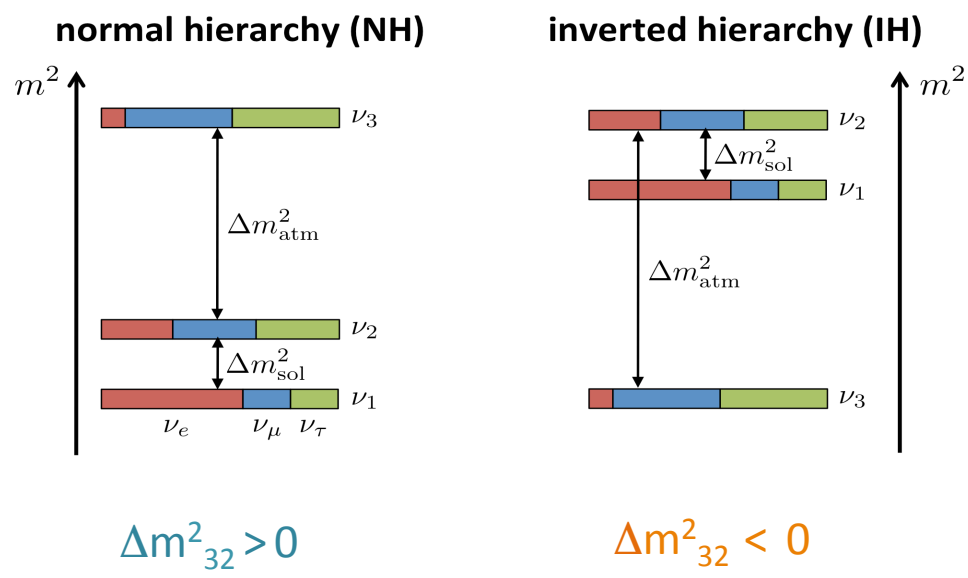 normal hierarchy (NH)
inverted hierarchy (IH)
m²
m²
ν₃
ν₂
Δm²sol
Δm²atm
ν₁
Δm²atm
ν₂
Δm²sol
ν₁
ν₃
νe νμ ντ
Δm²₃₂ > 0
Δm²₃₂ < 0